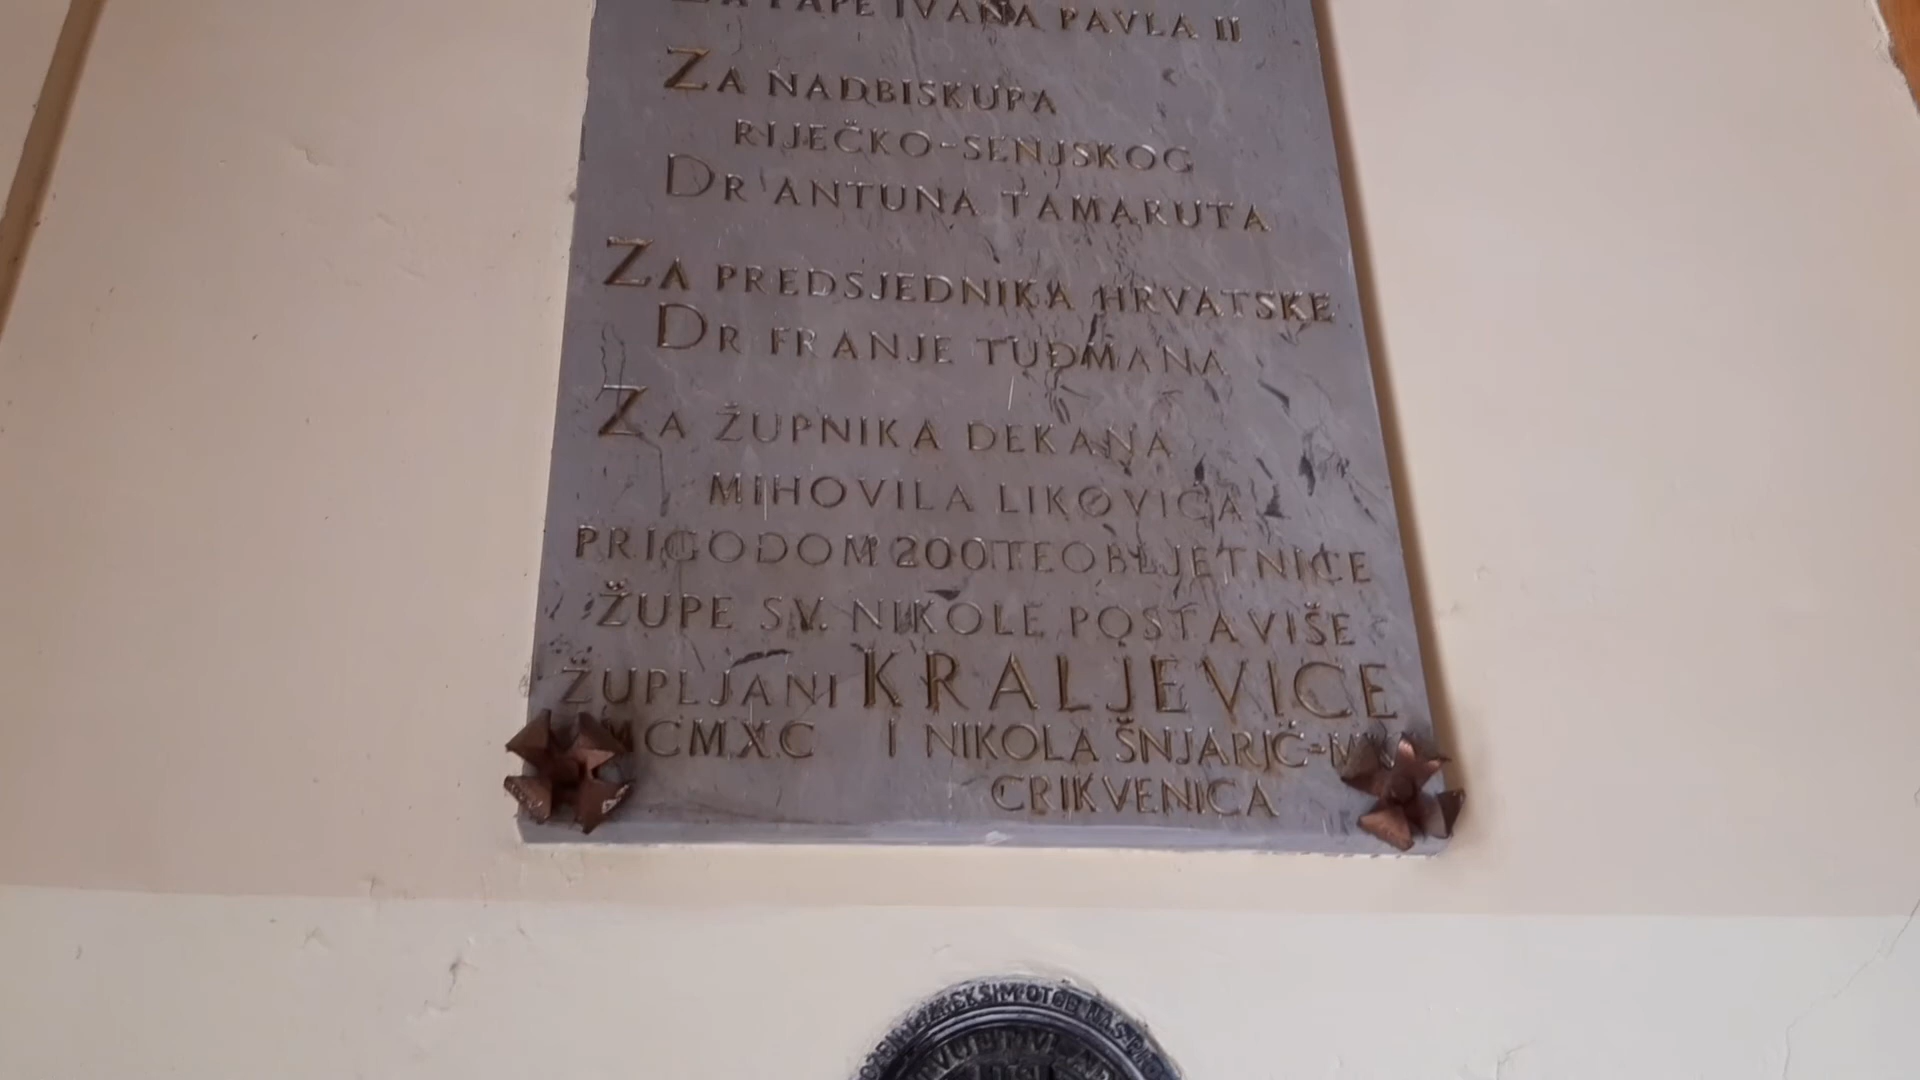 ZA PAPE IVANA PAVLA II
ZA NADBISKUPA
RIJEČKO-SENJSKOG
DR ANTUNA TAMARUTA
ZA PREDSJEDNIKA HRVATSKE
DR FRANJE TUĐMANA
ZA ŽUPNIKA DEKANA
MIHOVILA LIKOVIĆA
PRIGODOM 200TE OBLJETNICE
ŽUPE SV. NIKOLE POSTAVIŠE
ŽUPLJANI KRALJEVICE
MCMXC I NIKOLA ŠNJARIĆ-
CRIKVENICA